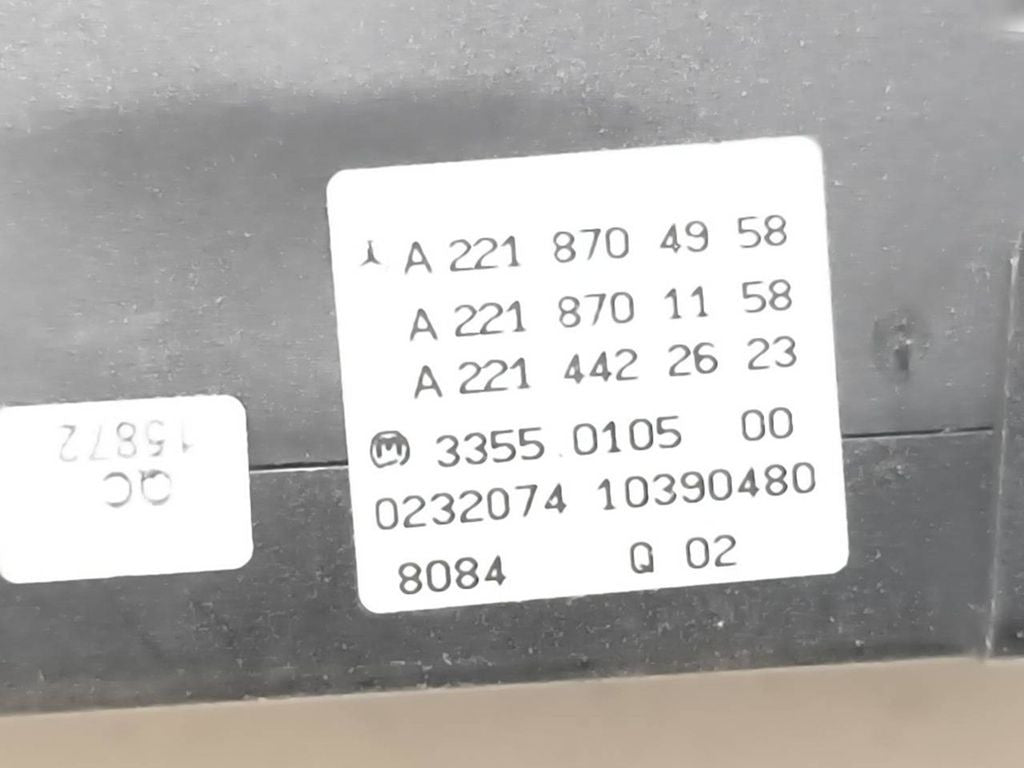 A 221 870 49 58
A 221 870 11 58
A 221 442 26 23
M 3355.0105 00
0232074 10390480
8084 Q 02
QC
15872